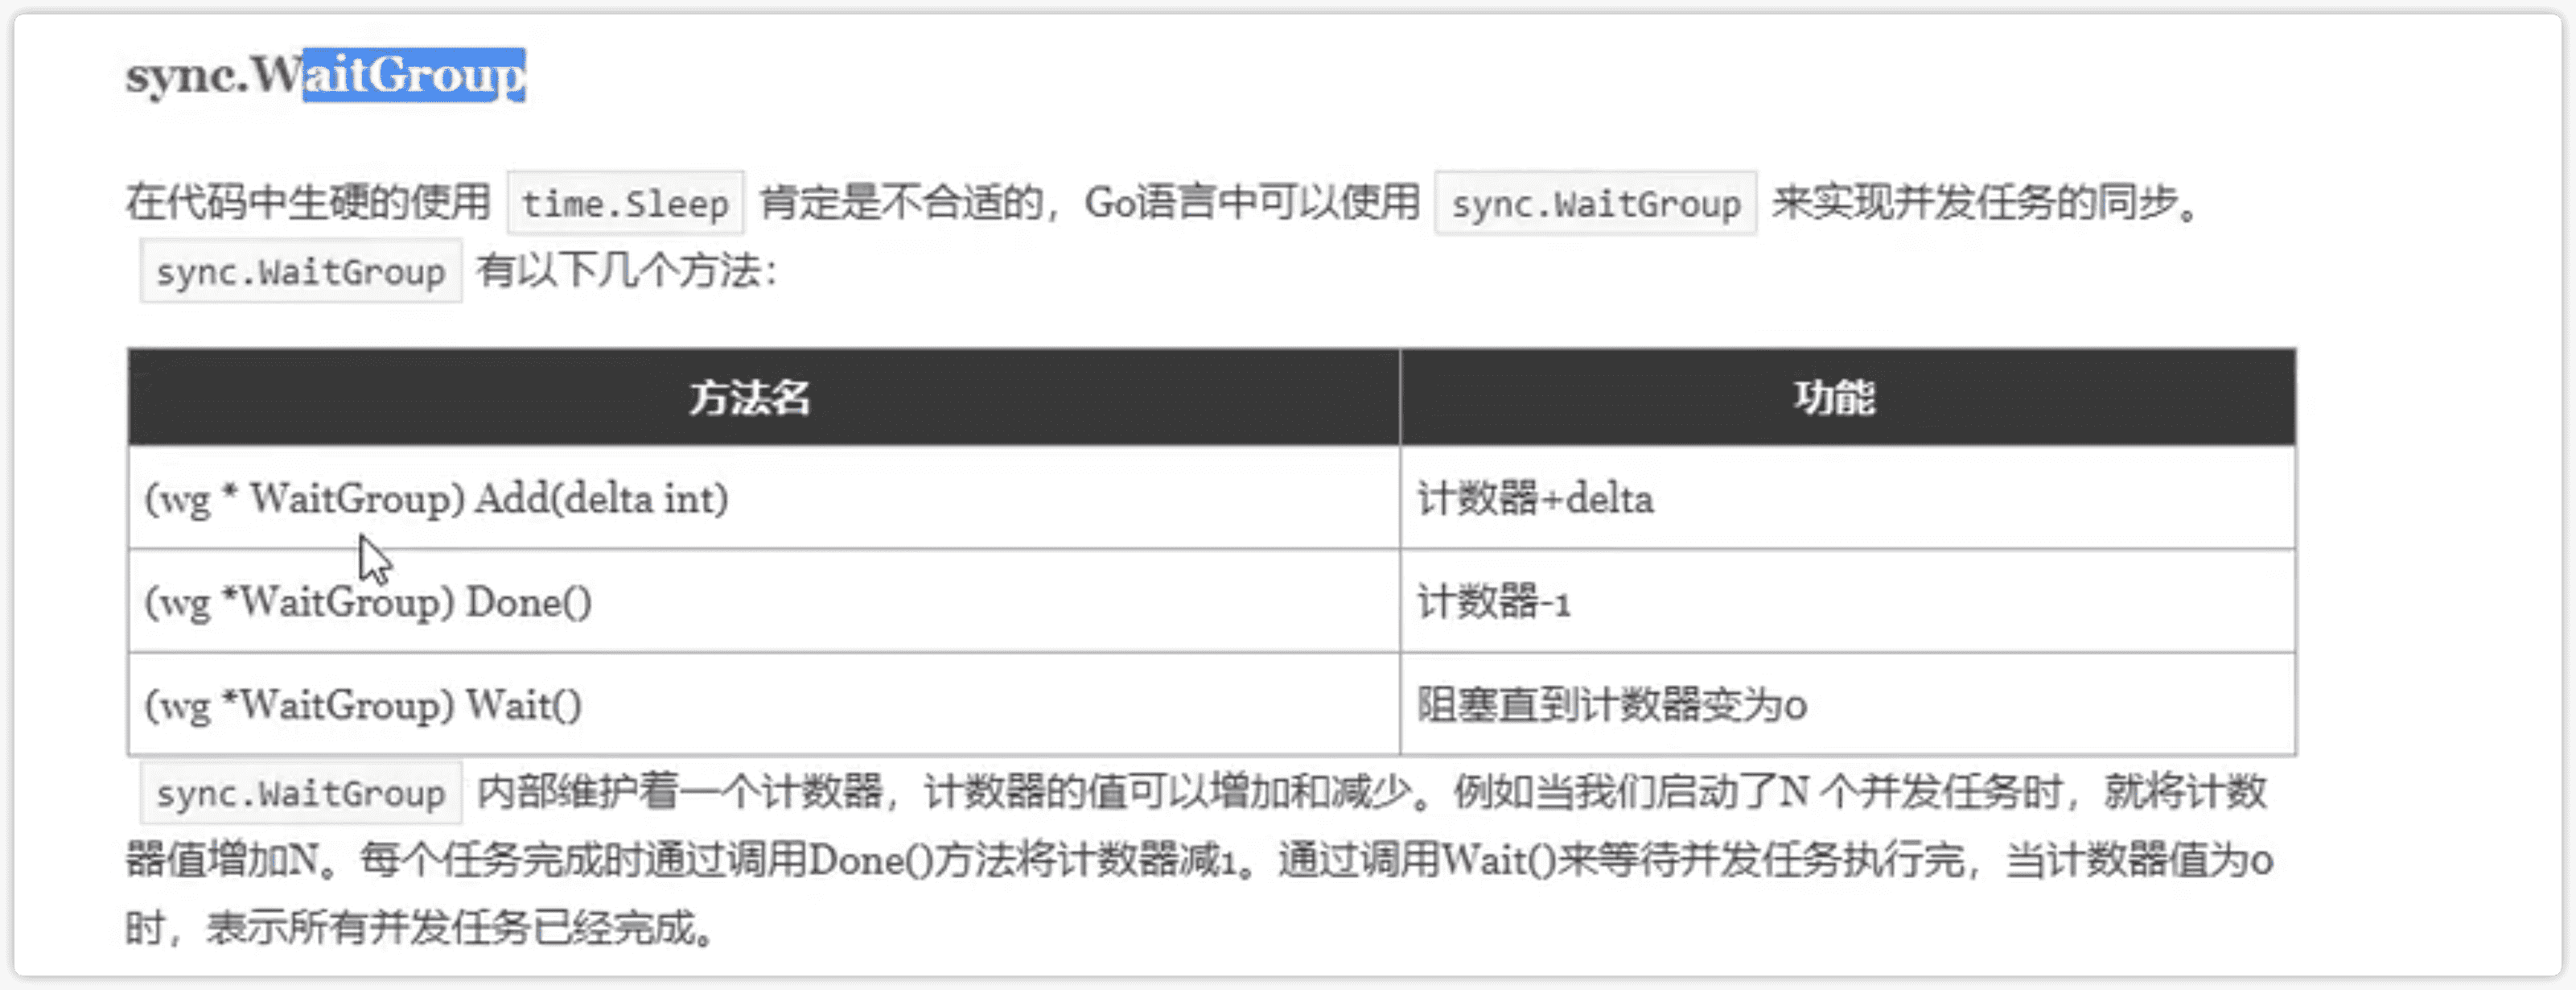 sync.WaitGroup
在代码中生硬的使用 time.Sleep 肯定是不合适的，Go语言中可以使用 sync.WaitGroup 来实现并发任务的同步。
sync.WaitGroup 有以下几个方法：
方法名 功能
(wg * WaitGroup) Add(delta int) 计数器+delta
(wg *WaitGroup) Done() 计数器-1
(wg *WaitGroup) Wait() 阻塞直到计数器变为0
sync.WaitGroup 内部维护着一个计数器，计数器的值可以增加和减少。例如当我们启动了N 个并发任务时，就将计数
器值增加N。每个任务完成时通过调用Done()方法将计数器减1。通过调用Wait()来等待并发任务执行完，当计数器值为0
时，表示所有并发任务已经完成。